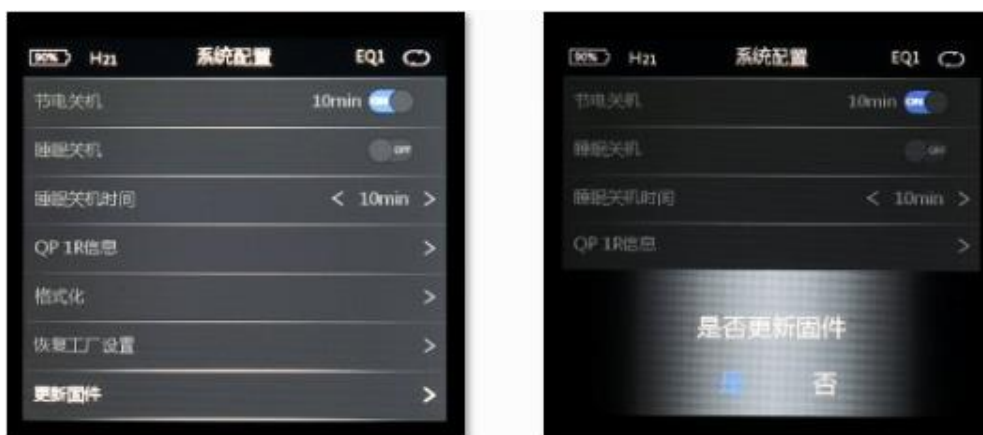 90% H21 系统配置 EQ1
节电关机 10min ON
睡眠关机 OFF
睡眠关机时间 < 10min >
QP 1R信息 >
格式化 >
恢复工厂设置 >
更新固件 >
90% H21 系统配置 EQ1
节电关机 10min ON
睡眠关机 OFF
睡眠关机时间 < 10min >
QP 1R信息 >
是否更新固件
是 否